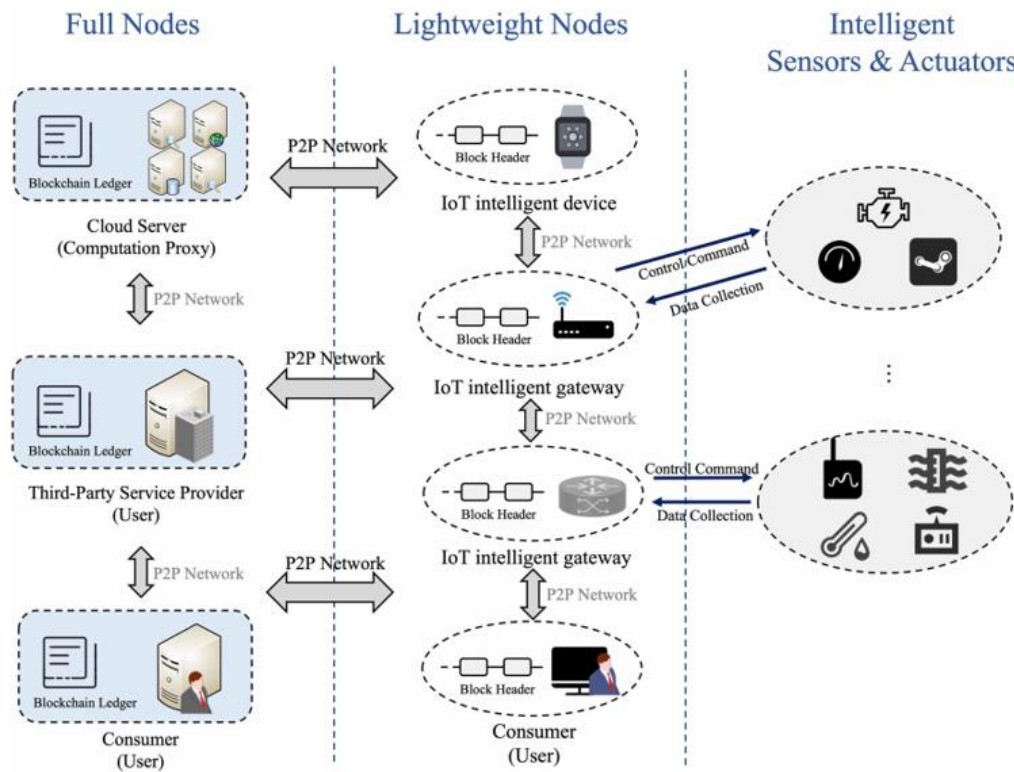 Full Nodes
Lightweight Nodes
Intelligent
Sensors & Actuators
Blockchain Ledger
Cloud Server
(Computation Proxy)
P2P Network
P2P Network
Block Header
IoT intelligent device
P2P Network
Control Command
Data Collection
Block Header
IoT intelligent gateway
P2P Network
Blockchain Ledger
Third-Party Service Provider
(User)
P2P Network
P2P Network
...
Block Header
IoT intelligent gateway
Control Command
Data Collection
P2P Network
P2P Network
Blockchain Ledger
Consumer
(User)
Block Header
Consumer
(User)